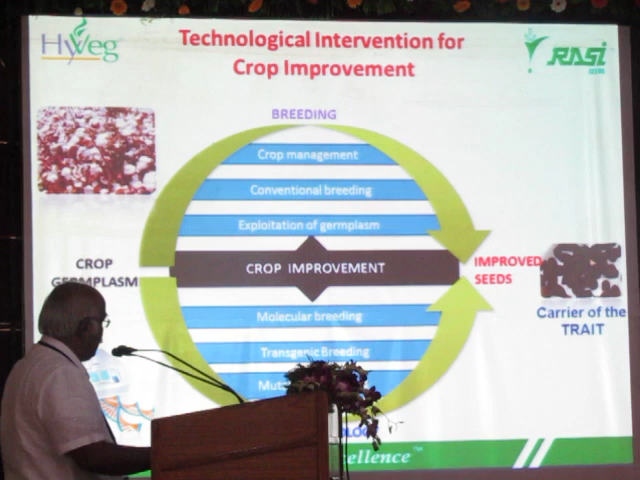 HyVeg
Technological Intervention for
Crop Improvement
RASI
SEEDS
BREEDING
Crop management
Conventional breeding
Exploitation of germplasm
CROP
GERMPLASM
CROP IMPROVEMENT
IMPROVED
SEEDS
Carrier of the
TRAIT
Molecular breeding
Transgenic Breeding